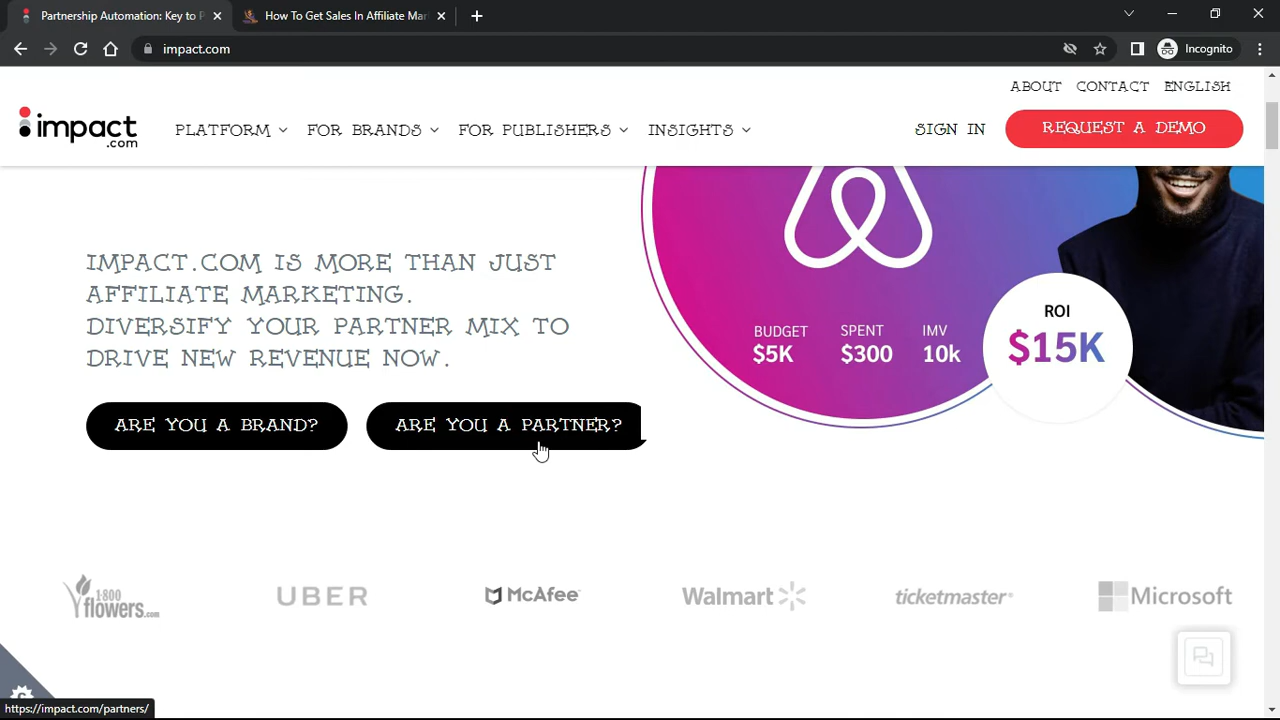 Partnership Automation: Key to P
How To Get Sales In Affiliate Mar
impact.com
Incognito
ABOUT CONTACT ENGLISH
impact
.com
PLATFORM FOR BRANDS FOR PUBLISHERS INSIGHTS SIGN IN REQUEST A DEMO
IMPACT.COM IS MORE THAN JUST
AFFILIATE MARKETING.
DIVERSIFY YOUR PARTNER MIX TO
DRIVE NEW REVENUE NOW.
ARE YOU A BRAND? ARE YOU A PARTNER?
BUDGET SPENT IMV
$5K $300 10k
ROI
$15K
1-800
flowers.com
UBER
McAfee
Walmart
ticketmaster
Microsoft
https://impact.com/partners/